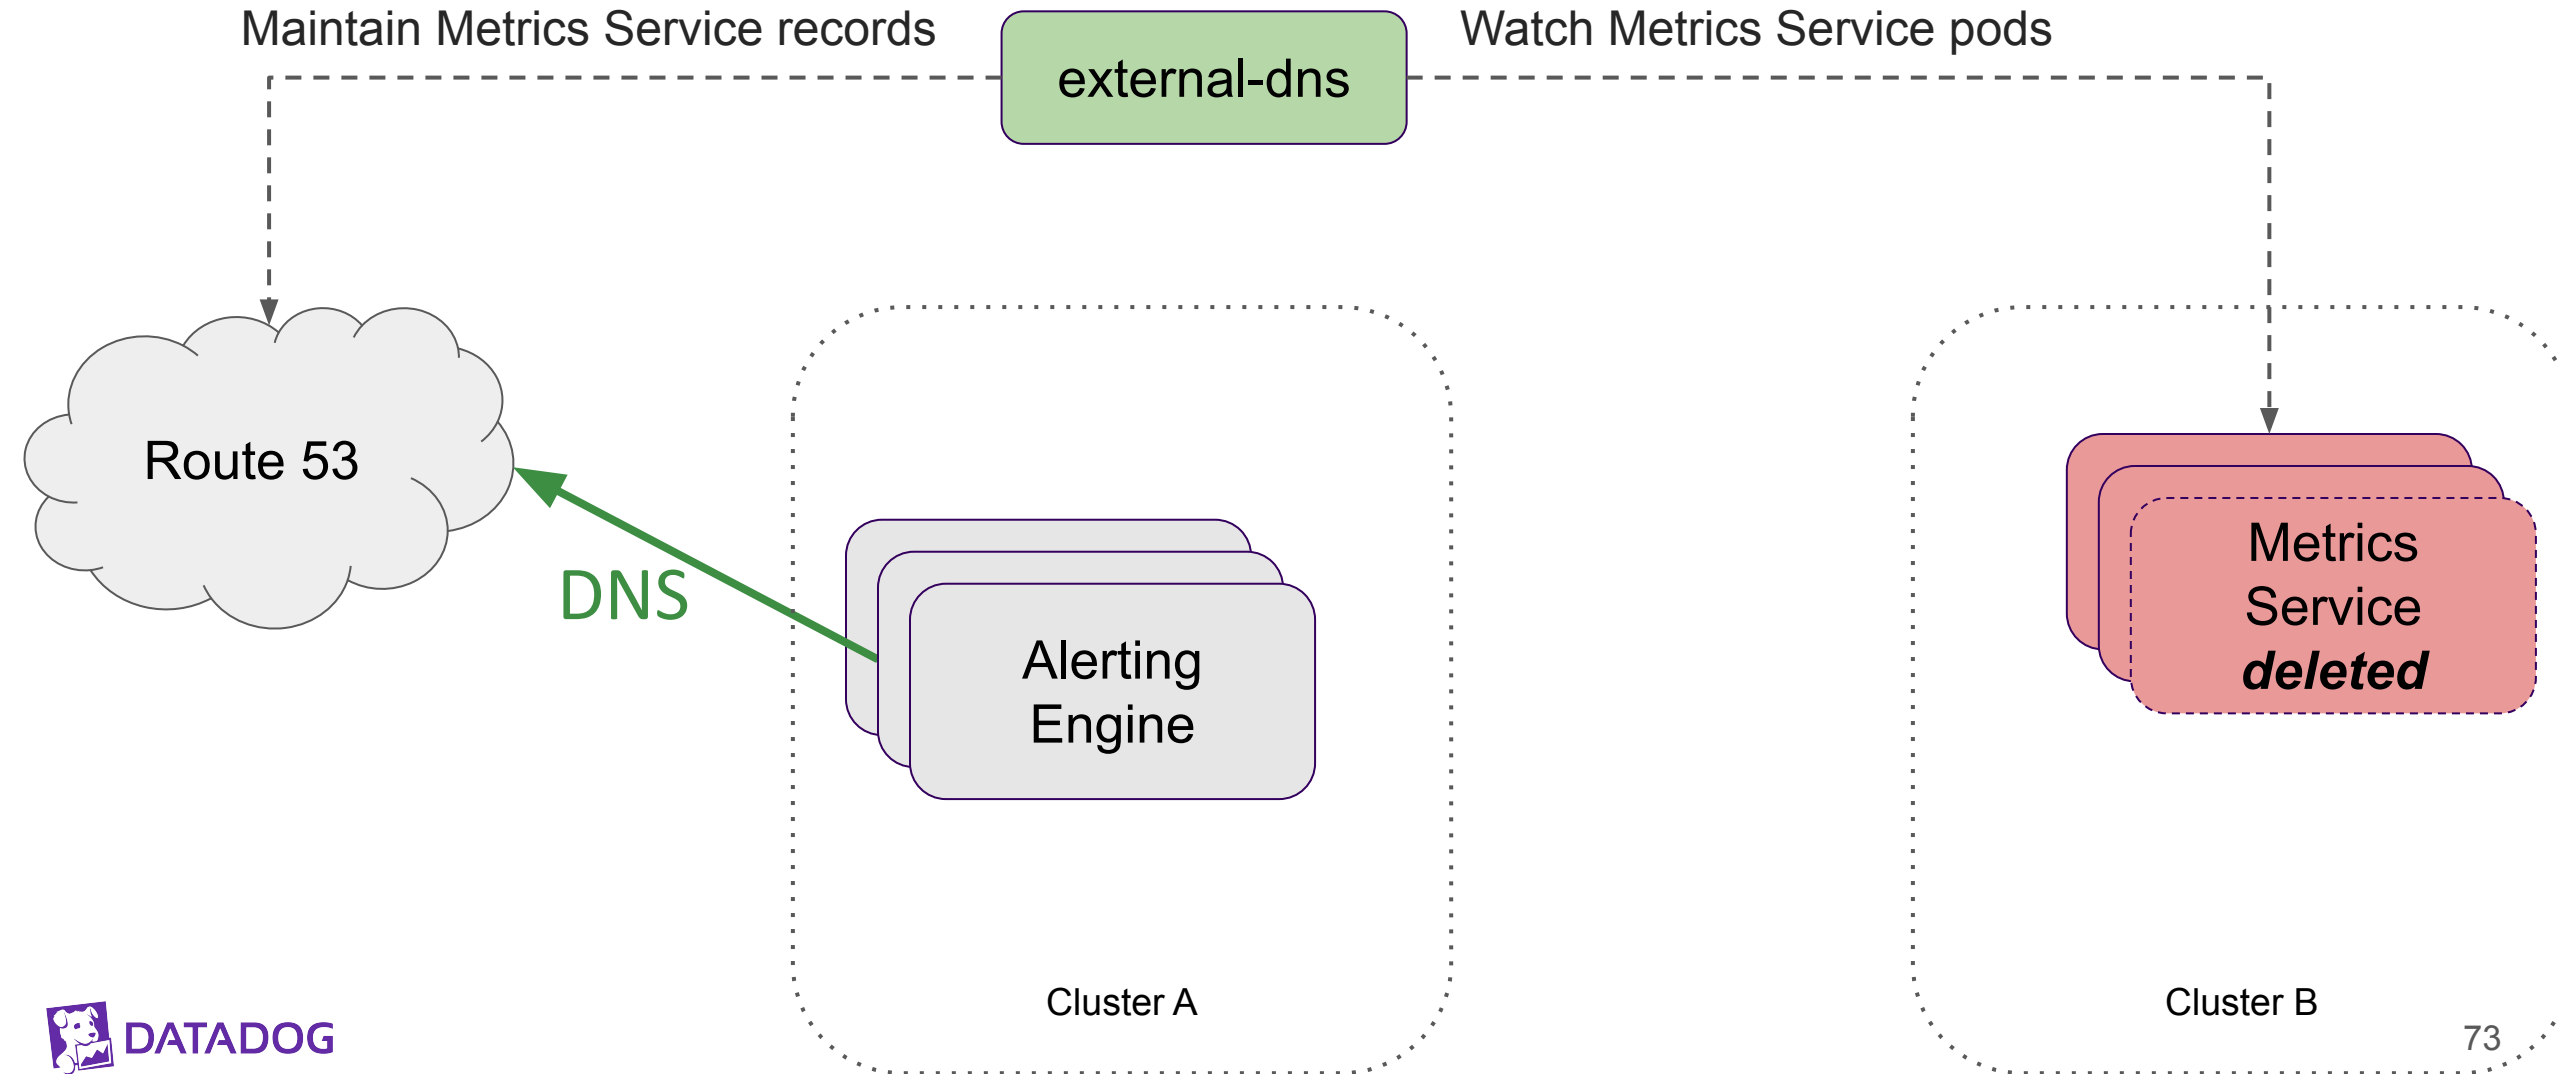 Maintain Metrics Service records
external-dns
Watch Metrics Service pods
Route 53
DNS
Alerting
Engine
Cluster A
Metrics
Service
deleted
Cluster B
DATADOG
73